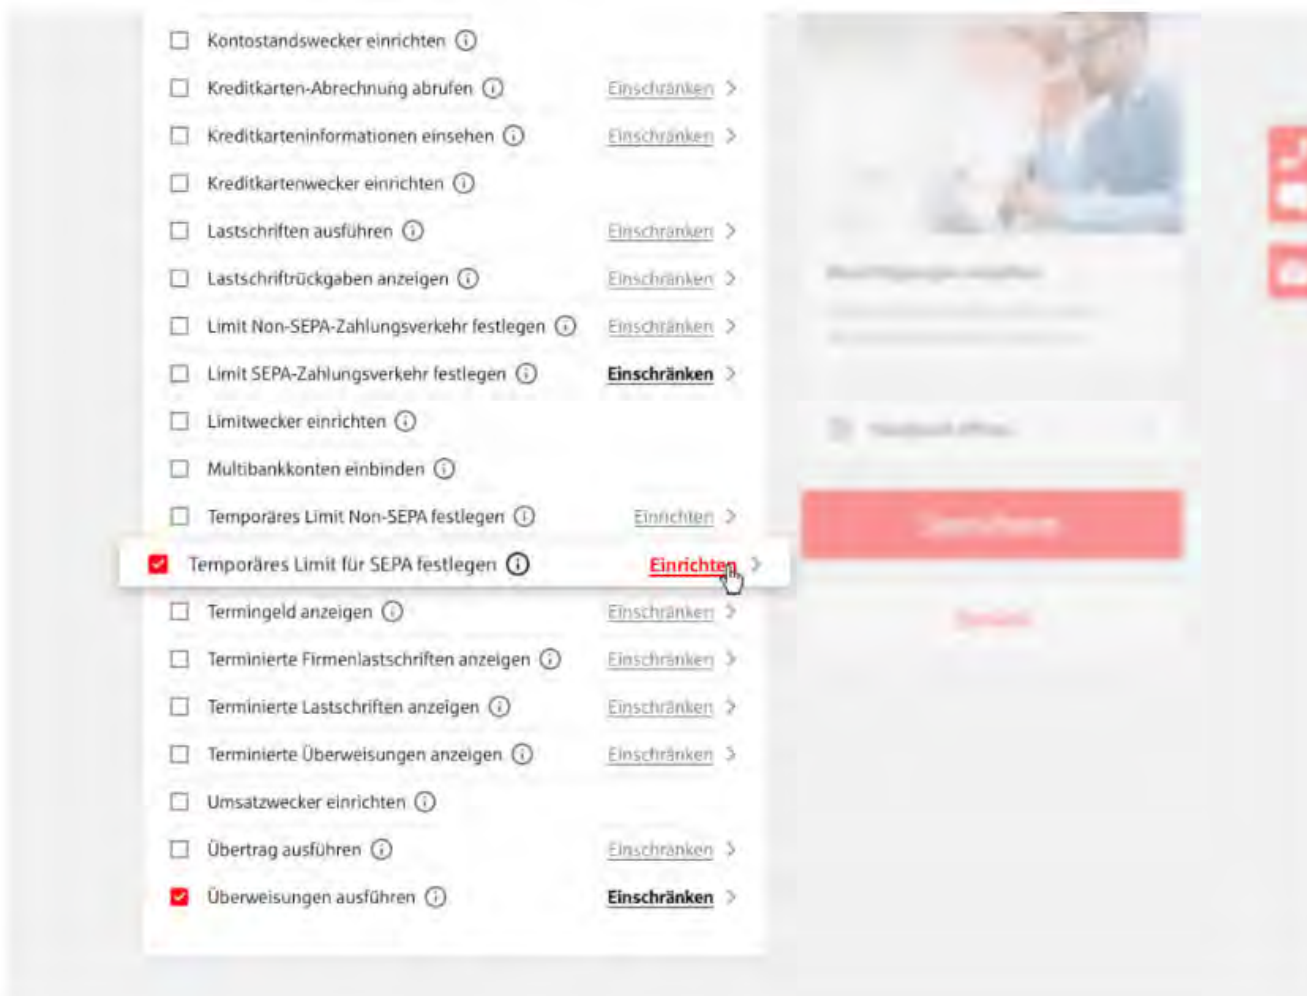 Kontostandswecker einrichten
Kreditkarten-Abrechnung abrufen Einschränken
Kreditkarteninformationen einsehen Einschränken
Kreditkartenwecker einrichten
Lastschriften ausführen Einschränken
Lastschriftrückgaben anzeigen Einschränken
Limit Non-SEPA-Zahlungsverkehr festlegen Einschränken
Limit SEPA-Zahlungsverkehr festlegen Einschränken
Limitwecker einrichten
Multibankkonten einbinden
Temporäres Limit Non-SEPA festlegen Einrichten
Temporäres Limit für SEPA festlegen Einrichten
Termingeld anzeigen Einschränken
Terminierte Firmenlastschriften anzeigen Einschränken
Terminierte Lastschriften anzeigen Einschränken
Terminierte Überweisungen anzeigen Einschränken
Umsatzwecker einrichten
Übertrag ausführen Einschränken
Überweisungen ausführen Einschränken